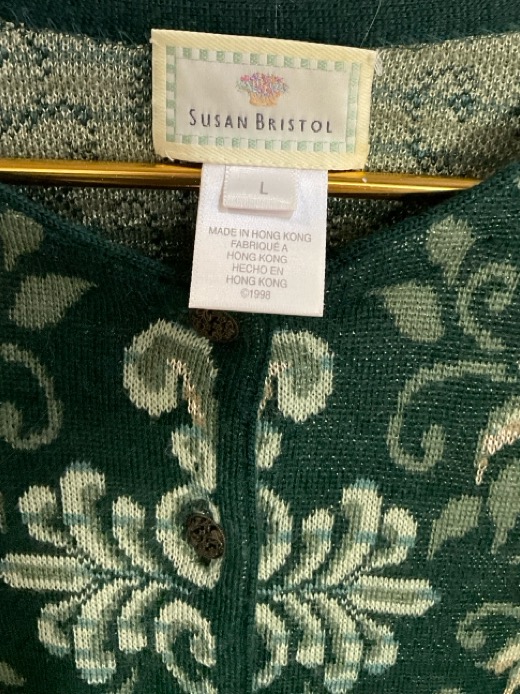 SUSAN BRISTOL
L
MADE IN HONG KONG
FABRIQUÉ A
HONG KONG
HECHO EN
HONG KONG
©1998